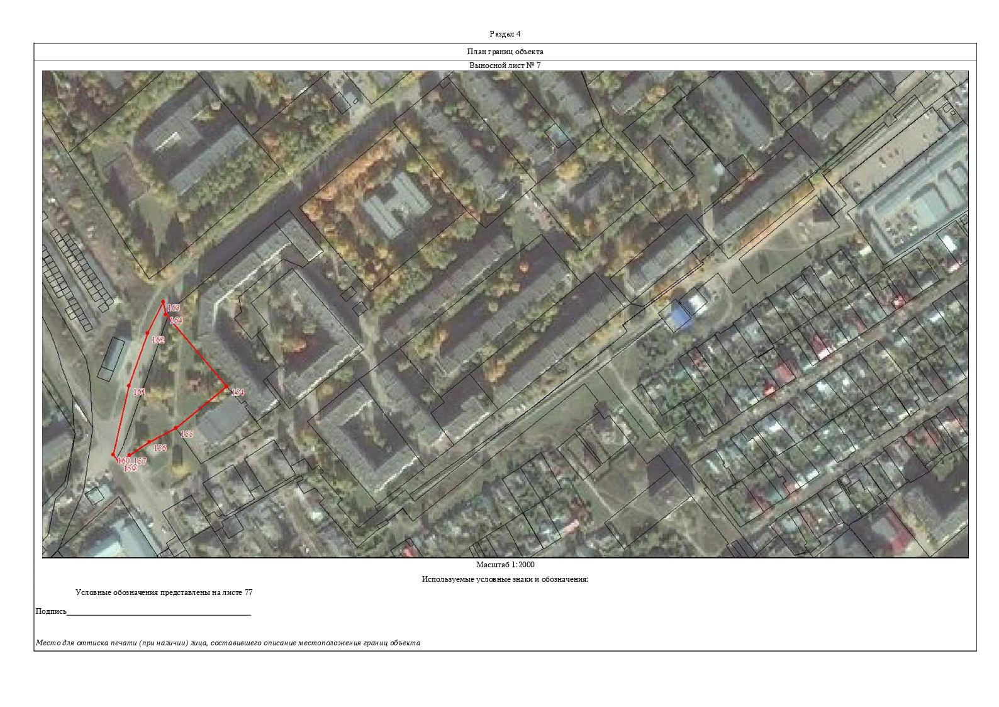 Раздел 4
План границ объекта
Выносной лист № 7
163
164
162
161
154
155
156
160 157
159
Масштаб 1:2000
Используемые условные знаки и обозначения:
Условные обозначения представлены на листе 77
Подпись
Место для оттиска печати (при наличии) лица, составившего описание местоположения границ объекта